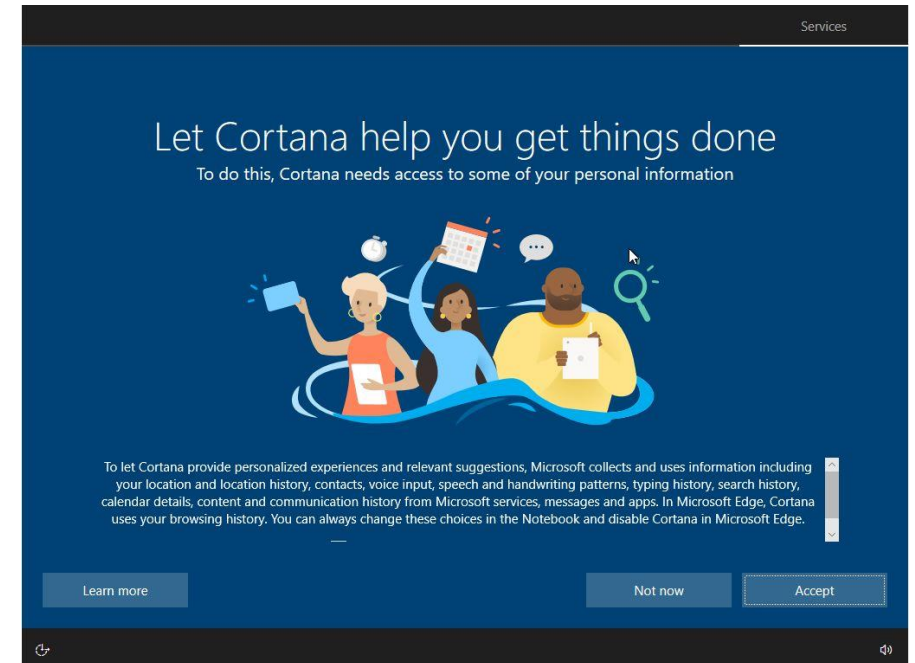 Services
Let Cortana help you get things done
To do this, Cortana needs access to some of your personal information
To let Cortana provide personalized experiences and relevant suggestions, Microsoft collects and uses information including
your location and location history, contacts, voice input, speech and handwriting patterns, typing history, search history,
calendar details, content and communication history from Microsoft services, messages and apps. In Microsoft Edge, Cortana
uses your browsing history. You can always change these choices in the Notebook and disable Cortana in Microsoft Edge.
Learn more
Not now
Accept